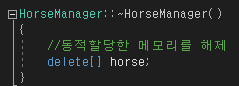 HorseManager::~HorseManager()
{
//동적할당한 메모리를 해제
delete[] horse;
}